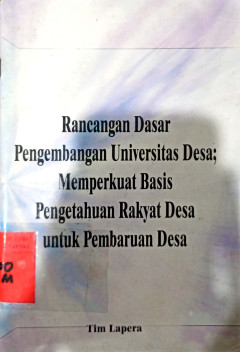 Rancangan Dasar
Pengembangan Universitas Desa;
Memperkuat Basis
Pengetahuan Rakyat Desa
untuk Pembaruan Desa
Tim Lapera